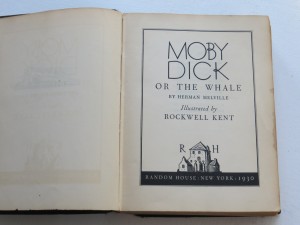 MOBY
DICK
OR THE WHALE
BY HERMAN MELVILLE
Illustrated by
ROCKWELL KENT
R H
RANDOM HOUSE · NEW YORK · 1930